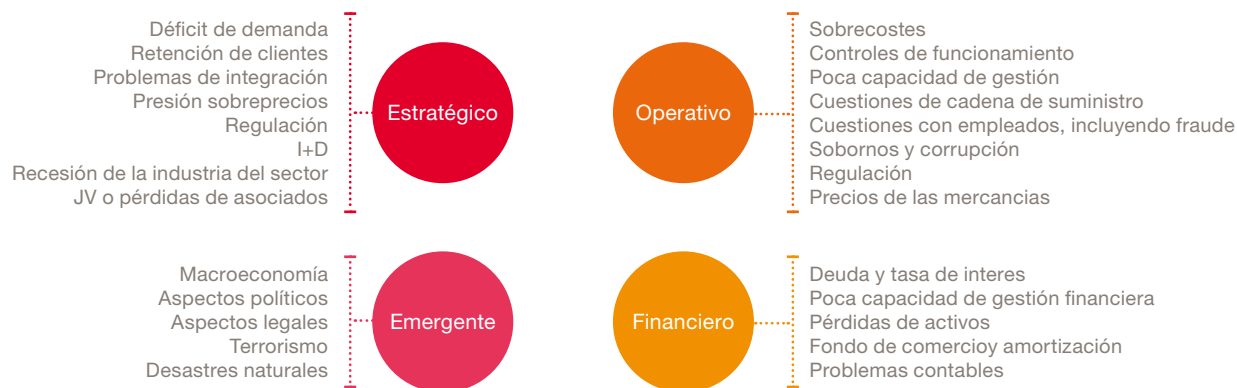 Déficit de demanda
Retención de clientes
Problemas de integración
Presión sobreprecios
Regulación
I+D
Recesión de la industria del sector
JV o pérdidas de asociados
Estratégico
Operativo
Sobrecostes
Controles de funcionamiento
Poca capacidad de gestión
Cuestiones de cadena de suministro
Cuestiones con empleados, incluyendo fraude
Sobornos y corrupción
Regulación
Precios de las mercancias
Macroeconomía
Aspectos políticos
Aspectos legales
Terrorismo
Desastres naturales
Emergente
Financiero
Deuda y tasa de interes
Poca capacidad de gestión financiera
Pérdidas de activos
Fondo de comercioy amortización
Problemas contables